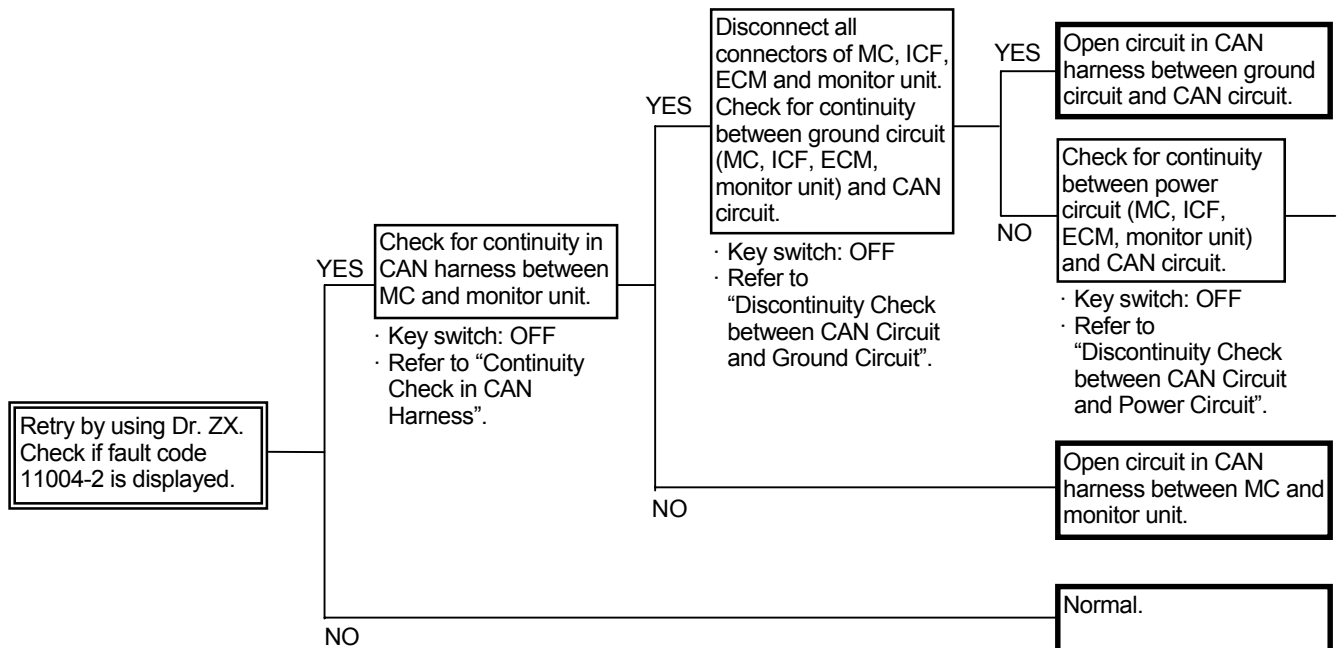 Retry by using Dr. ZX.
Check if fault code
11004-2 is displayed.
YES
Check for continuity in
CAN harness between
MC and monitor unit.
· Key switch: OFF
· Refer to “Continuity
Check in CAN
Harness”.
YES
Disconnect all
connectors of MC, ICF,
ECM and monitor unit.
Check for continuity
between ground circuit
(MC, ICF, ECM,
monitor unit) and CAN
circuit.
· Key switch: OFF
· Refer to
“Discontinuity Check
between CAN Circuit
and Ground Circuit”.
YES
Open circuit in CAN
harness between ground
circuit and CAN circuit.
NO
Check for continuity
between power
circuit (MC, ICF,
ECM, monitor unit)
and CAN circuit.
· Key switch: OFF
· Refer to
“Discontinuity Check
between CAN Circuit
and Power Circuit”.
NO
Open circuit in CAN
harness between MC and
monitor unit.
NO
Normal.